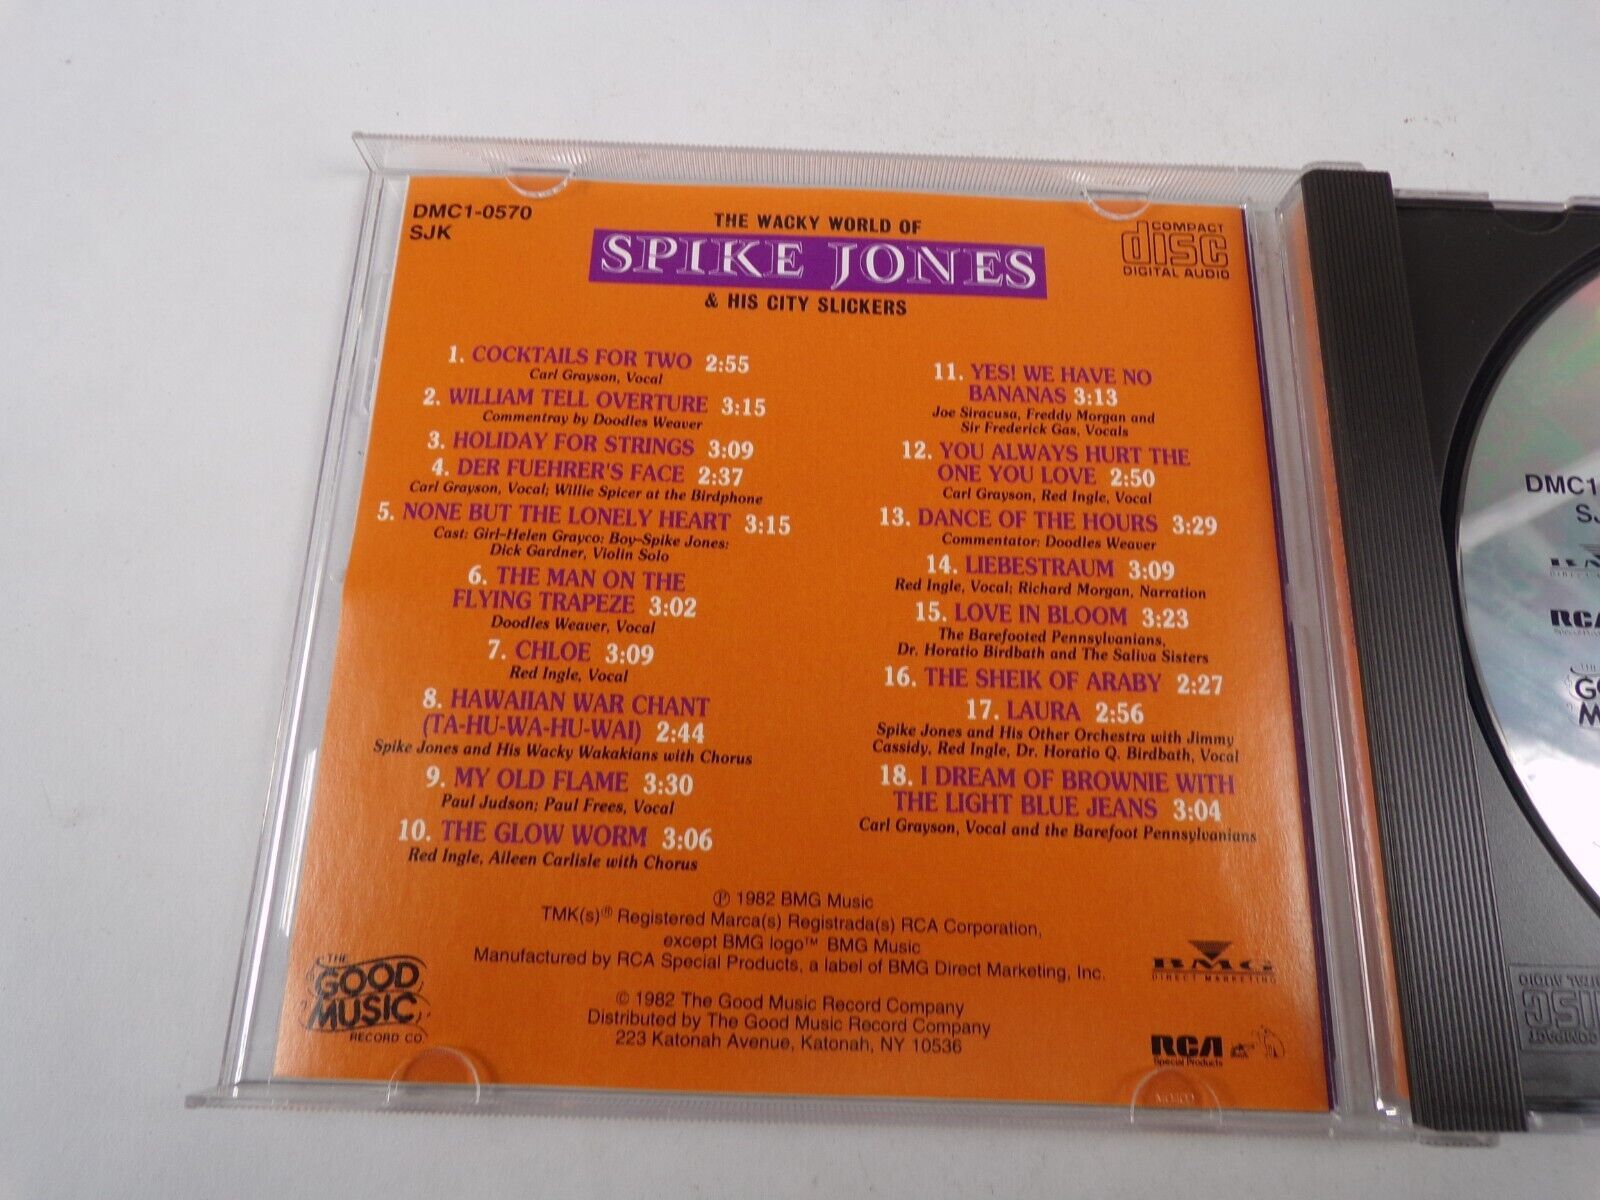 DMC1-0570
SJK
THE WACKY WORLD OF
SPIKE JONES
& HIS CITY SLICKERS
COMPACT
disc
DIGITAL AUDIO
1. COCKTAILS FOR TWO 2:55
Carl Grayson, Vocal
2. WILLIAM TELL OVERTURE 3:15
Commentray by Doodles Weaver
3. HOLIDAY FOR STRINGS 3:09
4. DER FUEHRER'S FACE 2:37
Carl Grayson, Vocal; Willie Spicer at the Birdphone
5. NONE BUT THE LONELY HEART 3:15
Cast: Girl-Helen Grayco: Boy-Spike Jones:
Dick Gardner, Violin Solo
6. THE MAN ON THE
FLYING TRAPEZE 3:02
Doodles Weaver, Vocal
7. CHLOE 3:09
Red Ingle, Vocal
8. HAWAIIAN WAR CHANT
(TA-HU-WA-HU-WAI) 2:44
Spike Jones and His Wacky Wakakians with Chorus
9. MY OLD FLAME 3:30
Paul Judson; Paul Frees, Vocal
10. THE GLOW WORM 3:06
Red Ingle, Aileen Carlisle with Chorus
11. YES! WE HAVE NO
BANANAS 3:13
Joe Siracusa, Freddy Morgan and
Sir Frederick Gas, Vocals
12. YOU ALWAYS HURT THE
ONE YOU LOVE 2:50
Carl Grayson, Red Ingle, Vocal
13. DANCE OF THE HOURS 3:29
Commentator: Doodles Weaver
14. LIEBESTRAUM 3:09
Red Ingle, Vocal; Richard Morgan, Narration
15. LOVE IN BLOOM 3:23
The Barefooted Pennsylvanians,
Dr. Horatio Birdbath and The Saliva Sisters
16. THE SHEIK OF ARABY 2:27
17. LAURA 2:56
Spike Jones and His Other Orchestra with Jimmy
Cassidy, Red Ingle, Dr. Horatio Q. Birdbath, Vocal
18. I DREAM OF BROWNIE WITH
THE LIGHT BLUE JEANS 3:04
Carl Grayson, Vocal and the Barefoot Pennsylvanians
℗ 1982 BMG Music
TMK(s)® Registered Marca(s) Registrada(s) RCA Corporation,
except BMG logo™ BMG Music
Manufactured by RCA Special Products, a label of BMG Direct Marketing, Inc.
© 1982 The Good Music Record Company
Distributed by The Good Music Record Company
223 Katonah Avenue, Katonah, NY 10536
THE
GOOD
MUSIC
RECORD CO.
BMG
DIRECT MARKETING
RCA
Special Products
DMC1